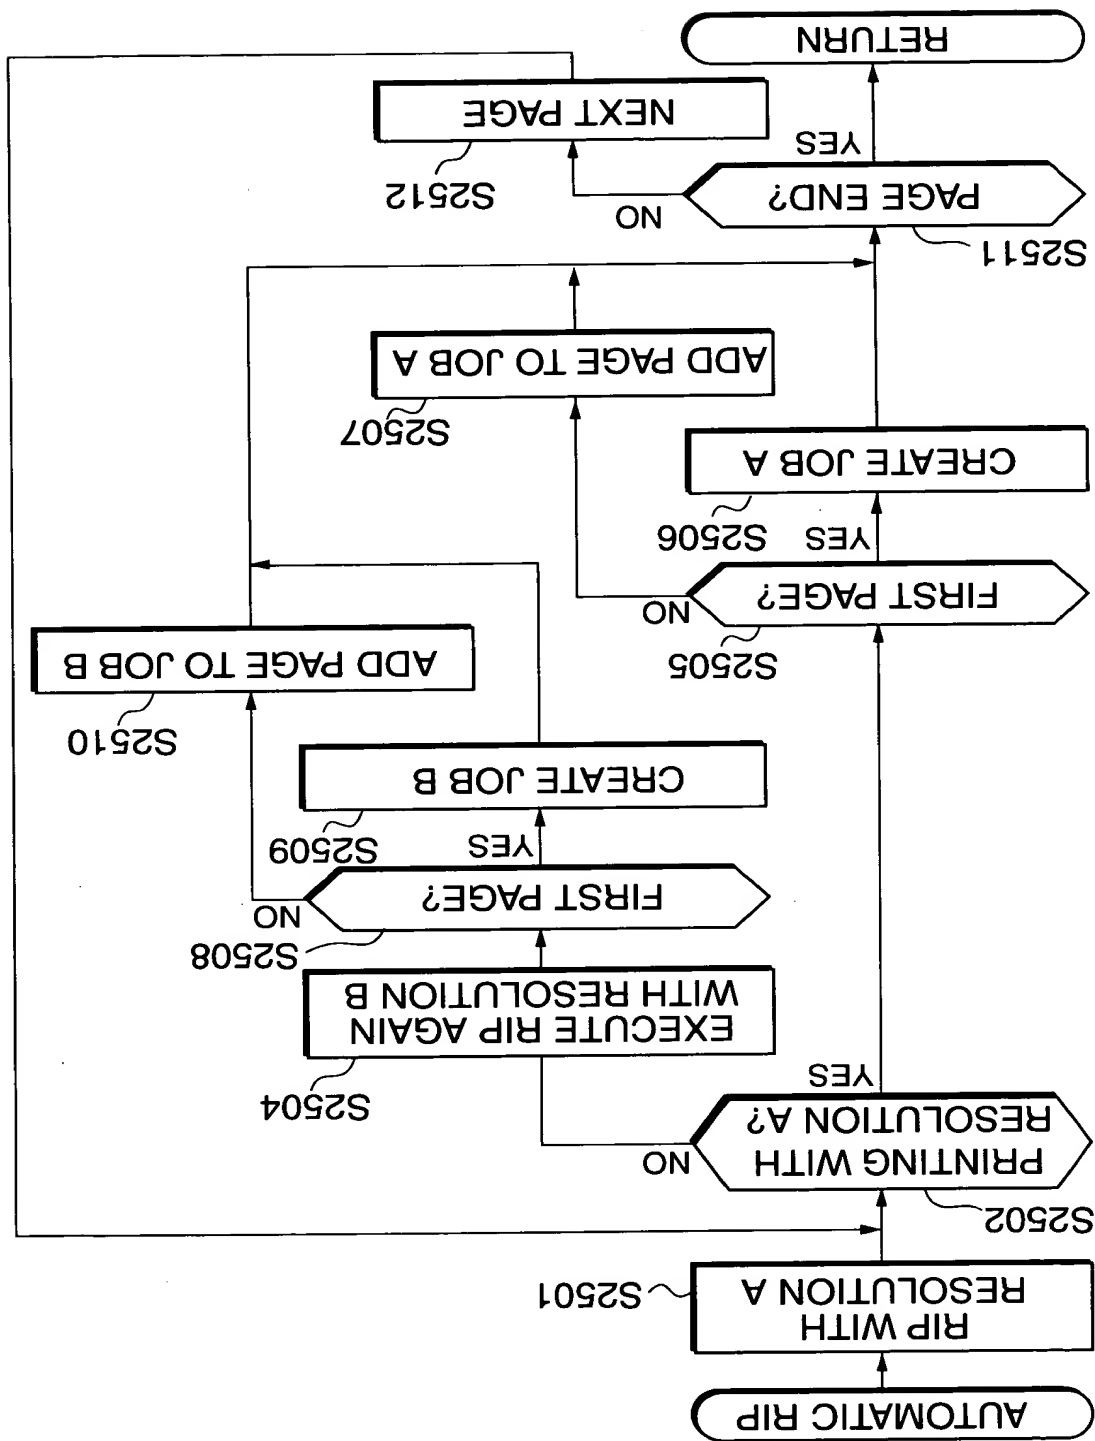 AUTOMATIC RIP
RIP WITH
RESOLUTION A
S2501
S2502
PRINTING WITH
RESOLUTION A?
NO
YES
S2504
EXECUTE RIP AGAIN
WITH RESOLUTION B
S2508
FIRST PAGE?
NO
YES
S2509
CREATE JOB B
S2510
ADD PAGE TO JOB B
S2505
FIRST PAGE?
NO
YES
S2506
CREATE JOB A
S2507
ADD PAGE TO JOB A
S2511
PAGE END?
NO
YES
S2512
NEXT PAGE
RETURN